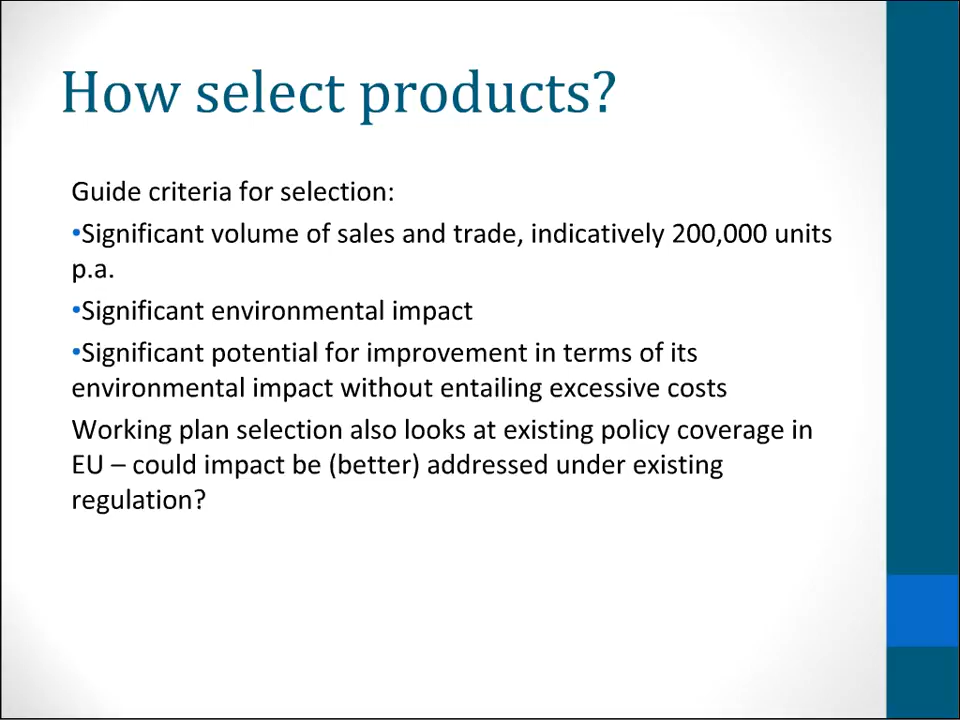 How select products?
Guide criteria for selection:
•Significant volume of sales and trade, indicatively 200,000 units
p.a.
•Significant environmental impact
•Significant potential for improvement in terms of its
environmental impact without entailing excessive costs
Working plan selection also looks at existing policy coverage in
EU – could impact be (better) addressed under existing
regulation?